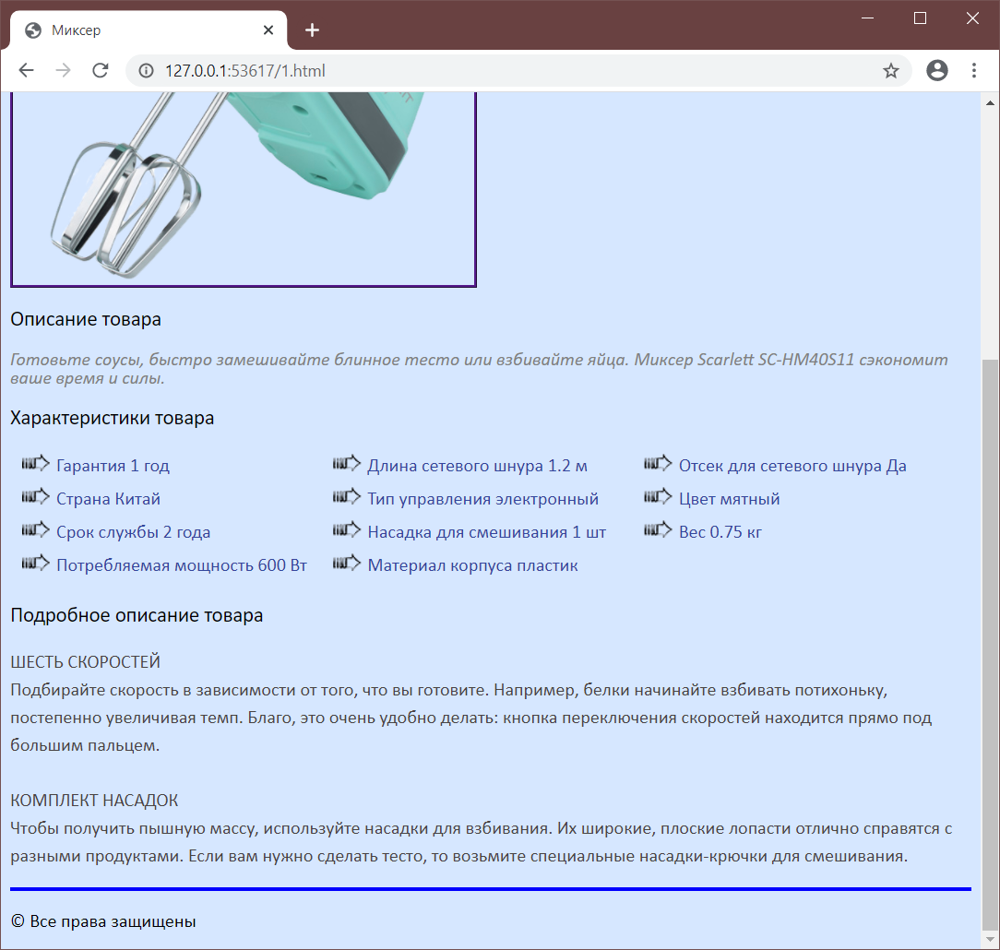 Миксер
127.0.0.1:53617/1.html
Описание товара
Готовьте соусы, быстро замешивайте блинное тесто или взбивайте яйца. Миксер Scarlett SC-HM40S11 сэкономит
ваше время и силы.
Характеристики товара
Гарантия 1 год
Страна Китай
Срок службы 2 года
Потребляемая мощность 600 Вт
Длина сетевого шнура 1.2 м
Тип управления электронный
Насадка для смешивания 1 шт
Материал корпуса пластик
Отсек для сетевого шнура Да
Цвет мятный
Вес 0.75 кг
Подробное описание товара
ШЕСТЬ СКОРОСТЕЙ
Подбирайте скорость в зависимости от того, что вы готовите. Например, белки начинайте взбивать потихоньку,
постепенно увеличивая темп. Благо, это очень удобно делать: кнопка переключения скоростей находится прямо под
большим пальцем.
КОМПЛЕКТ НАСАДОК
Чтобы получить пышную массу, используйте насадки для взбивания. Их широкие, плоские лопасти отлично справятся с
разными продуктами. Если вам нужно сделать тесто, то возьмите специальные насадки-крючки для смешивания.
© Все права защищены